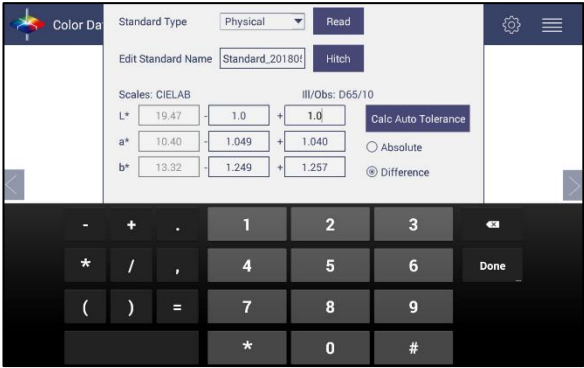 Color Da
Standard Type Physical Read
Edit Standard Name Standard_20180 Hitch
Scales: CIELAB Ill/Obs: D65/10
L* 19.47 - 1.0 + 1.0 Calc Auto Tolerance
a* 10.40 - 1.049 + 1.040 Absolute
b* 13.32 - 1.249 + 1.257 Difference
- + . 1 2 3
* / , 4 5 6 Done
( ) = 7 8 9
* 0 #